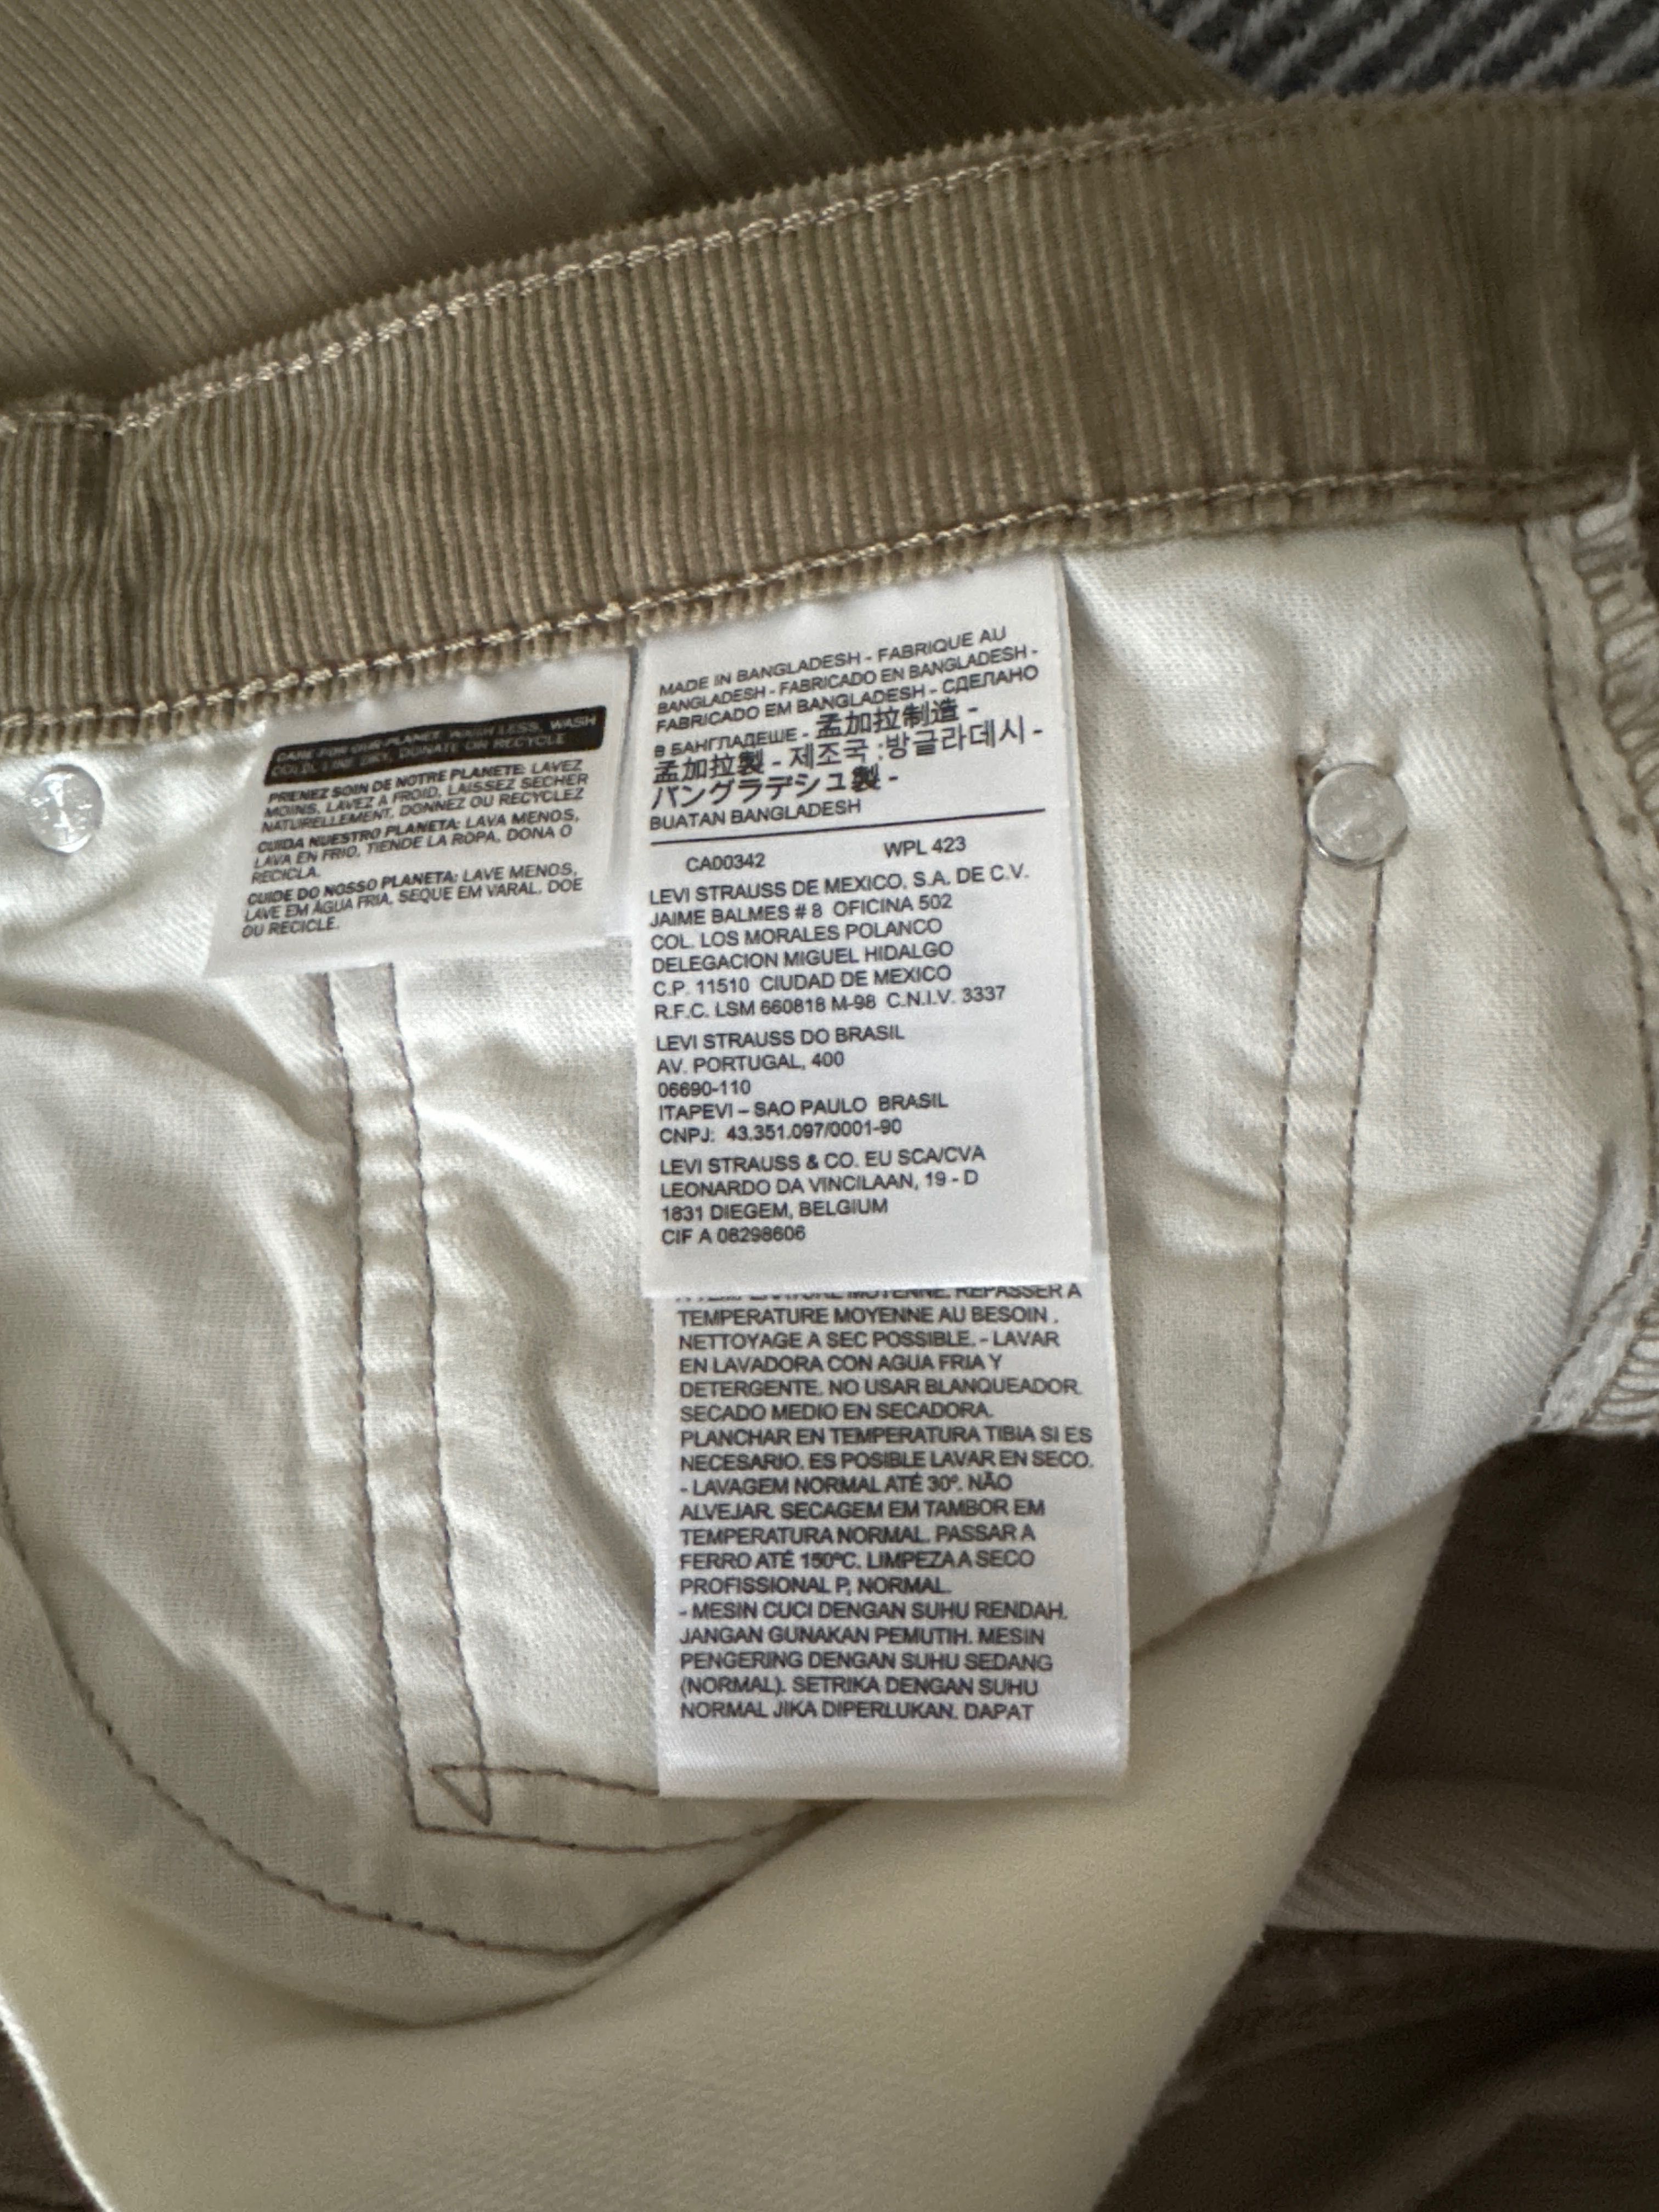 CARE FOR OUR PLANET: WASH LESS, WASH
COLD, LINE DRY, DONATE OR RECYCLE
PRENEZ SOIN DE NOTRE PLANETE: LAVEZ
MOINS, LAVEZ A FROID, LAISSEZ SECHER
NATURELLEMENT, DONNEZ OU RECYCLEZ
CUIDA NUESTRO PLANETA: LAVA MENOS,
LAVA EN FRIO, TIENDE LA ROPA, DONA O
RECICLA.
CUIDE DO NOSSO PLANETA: LAVE MENOS,
LAVE EM ÁGUA FRIA, SEQUE EM VARAL, DOE
OU RECICLE.
MADE IN BANGLADESH - FABRIQUE AU
BANGLADESH - FABRICADO EN BANGLADESH -
FABRICADO EM BANGLADESH - СДЕЛАНО
В БАНГЛАДЕШЕ - 孟加拉制造 -
孟加拉製 - 제조국 :방글라데시 -
バングラデシュ製 -
BUATAN BANGLADESH
CA00342 WPL 423
LEVI STRAUSS DE MEXICO, S.A. DE C.V.
JAIME BALMES # 8 OFICINA 502
COL. LOS MORALES POLANCO
DELEGACION MIGUEL HIDALGO
C.P. 11510 CIUDAD DE MEXICO
R.F.C. LSM 660818 M-98 C.N.I.V. 3337
LEVI STRAUSS DO BRASIL
AV. PORTUGAL, 400
06690-110
ITAPEVI – SAO PAULO BRASIL
CNPJ: 43.351.097/0001-90
LEVI STRAUSS & CO. EU SCA/CVA
LEONARDO DA VINCILAAN, 19 - D
1831 DIEGEM, BELGIUM
CIF A 08298606
A TEMPERATURE MOYENNE. REPASSER A
TEMPERATURE MOYENNE AU BESOIN .
NETTOYAGE A SEC POSSIBLE. - LAVAR
EN LAVADORA CON AGUA FRIA Y
DETERGENTE. NO USAR BLANQUEADOR.
SECADO MEDIO EN SECADORA.
PLANCHAR EN TEMPERATURA TIBIA SI ES
NECESARIO. ES POSIBLE LAVAR EN SECO.
- LAVAGEM NORMAL ATÉ 30º. NÃO
ALVEJAR. SECAGEM EM TAMBOR EM
TEMPERATURA NORMAL. PASSAR A
FERRO ATÉ 150ºC. LIMPEZA A SECO
PROFISSIONAL P, NORMAL.
- MESIN CUCI DENGAN SUHU RENDAH.
JANGAN GUNAKAN PEMUTIH. MESIN
PENGERING DENGAN SUHU SEDANG
(NORMAL). SETRIKA DENGAN SUHU
NORMAL JIKA DIPERLUKAN. DAPAT